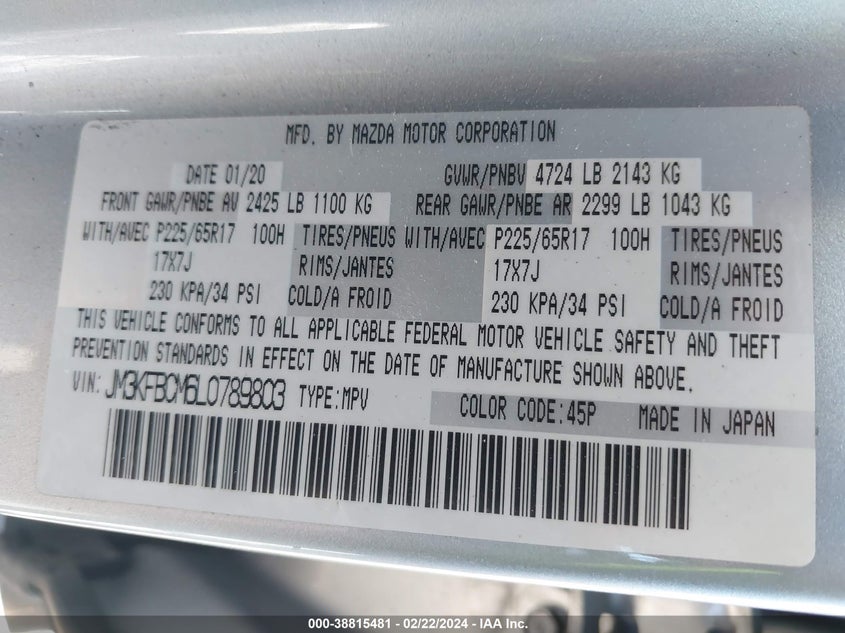 MFD. BY MAZDA MOTOR CORPORATION
DATE 01/20 GVWR/PNBV 4724 LB 2143 KG
FRONT GAWR/PNBE AV 2425 LB 1100 KG REAR GAWR/PNBE AR 2299 LB 1043 KG
WITH/AVEC P225/65R17 100H TIRES/PNEUS WITH/AVEC P225/65R17 100H TIRES/PNEUS
17X7J RIMS/JANTES 17X7J RIMS/JANTES
230 KPA/34 PSI COLD/A FROID 230 KPA/34 PSI COLD/A FROID
THIS VEHICLE CONFORMS TO ALL APPLICABLE FEDERAL MOTOR VEHICLE SAFETY AND THEFT
PREVENTION STANDARDS IN EFFECT ON THE DATE OF MANUFACTURE SHOWN ABOVE.
VIN: JM3KFBCM6L0789803 TYPE:MPV COLOR CODE:45P MADE IN JAPAN
000-38815481 - 02/22/2024 - IAA Inc.